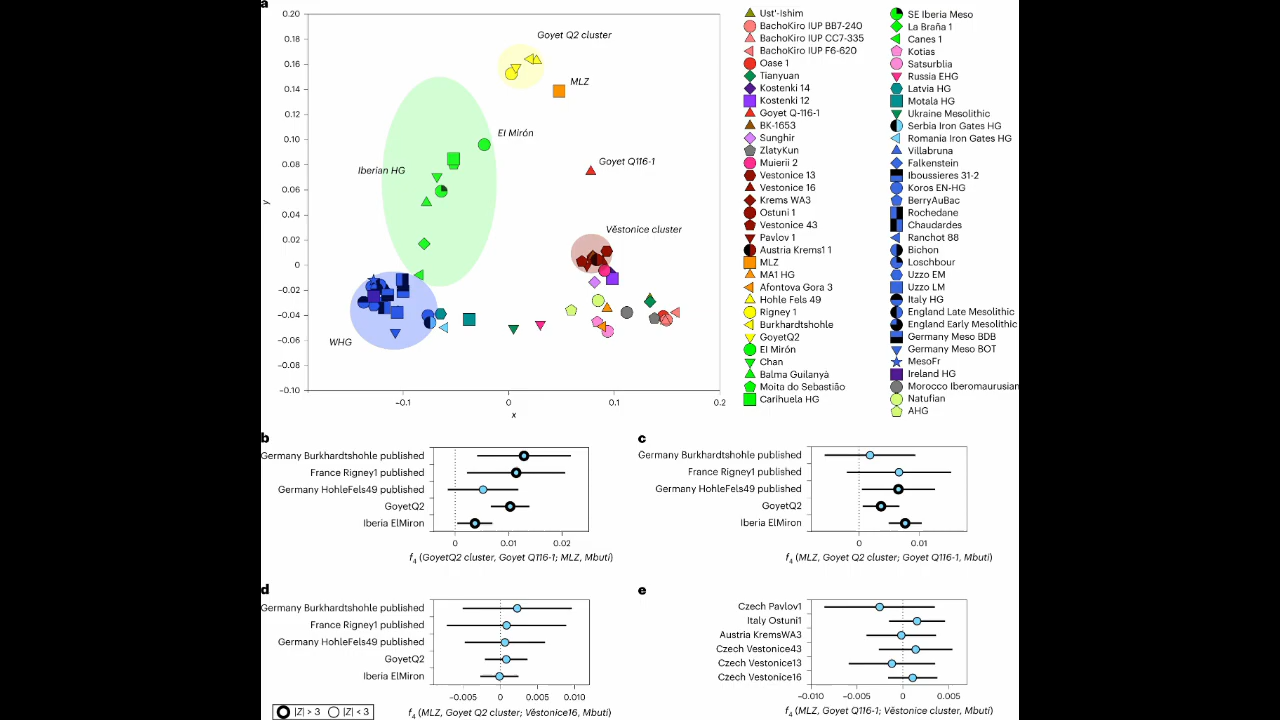 a
0.20
0.18
0.16
0.14
0.12
0.10
0.08
0.06
0.04
0.02
0
–0.02
–0.04
–0.06
–0.08
–0.10
y
–0.1
0
0.1
0.2
x
Goyet Q2 cluster
MLZ
El Mirón
Iberian HG
Goyet Q116-1
Věstonice cluster
WHG
Ust'-Ishim
BachoKiro IUP BB7-240
BachoKiro IUP CC7-335
BachoKiro IUP F6-620
Oase 1
Tianyuan
Kostenki 14
Kostenki 12
Goyet Q-116-1
BK-1653
Sunghir
ZlatyKun
Muierii 2
Vestonice 13
Vestonice 16
Krems WA3
Ostuni 1
Vestonice 43
Pavlov 1
Austria Krems1 1
MLZ
MA1 HG
Afontova Gora 3
Hohle Fels 49
Rigney 1
Burkhardtshohle
GoyetQ2
El Mirón
Chan
Balma Guilanyà
Moita do Sebastião
Carihuela HG
SE Iberia Meso
La Braña 1
Canes 1
Kotias
Satsurblia
Russia EHG
Latvia HG
Motala HG
Ukraine Mesolithic
Serbia Iron Gates HG
Romania Iron Gates HG
Villabruna
Falkenstein
Iboussieres 31-2
Koros EN-HG
BerryAuBac
Rochedane
Chaudardes
Ranchot 88
Bichon
Loschbour
Uzzo EM
Uzzo LM
Italy HG
England Late Mesolithic
England Early Mesolithic
Germany Meso BDB
Germany Meso BOT
MesoFr
Ireland HG
Morocco Iberomaurusian
Natufian
AHG
b
Germany Burkhardtshohle published
France Rigney1 published
Germany HohleFels49 published
GoyetQ2
Iberia ElMiron
0
0.01
0.02
f4 (GoyetQ2 cluster, Goyet Q116-1; MLZ, Mbuti)
c
Germany Burkhardtshohle published
France Rigney1 published
Germany HohleFels49 published
GoyetQ2
Iberia ElMiron
0
0.01
f4 (MLZ, Goyet Q2 cluster; Goyet Q116-1, Mbuti)
d
Germany Burkhardtshohle published
France Rigney1 published
Germany HohleFels49 published
GoyetQ2
Iberia ElMiron
–0.005
0
0.005
0.010
f4 (MLZ, Goyet Q2 cluster; Věstonice16, Mbuti)
|Z| > 3
|Z| < 3
e
Czech Pavlov1
Italy Ostuni1
Austria KremsWA3
Czech Vestonice43
Czech Vestonice13
Czech Vestonice16
–0.010
–0.005
0
0.005
f4 (MLZ, Goyet Q116-1; Věstonice cluster, Mbuti)